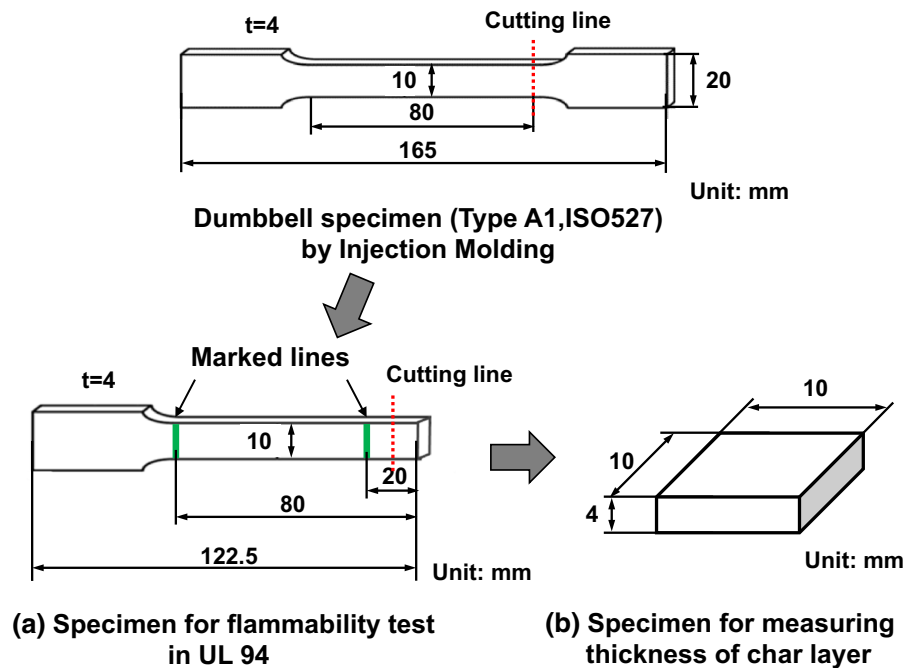 t=4
Cutting line
10
20
80
165
Unit: mm
Dumbbell specimen (Type A1,ISO527)
by Injection Molding
Marked lines
t=4
Cutting line
10
20
80
122.5
Unit: mm
10
10
4
Unit: mm
(a) Specimen for flammability test
in UL 94
(b) Specimen for measuring
thickness of char layer